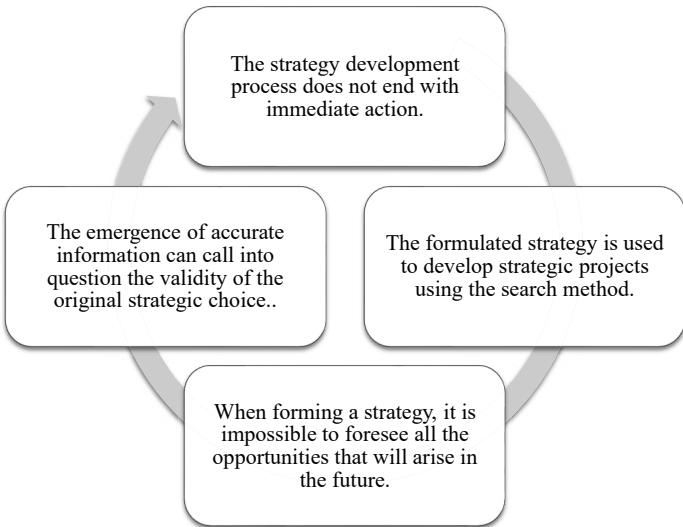 The strategy development
process does not end with
immediate action.
The formulated strategy is used
to develop strategic projects
using the search method.
When forming a strategy, it is
impossible to foresee all the
opportunities that will arise in
the future.
The emergence of accurate
information can call into
question the validity of the
original strategic choice..